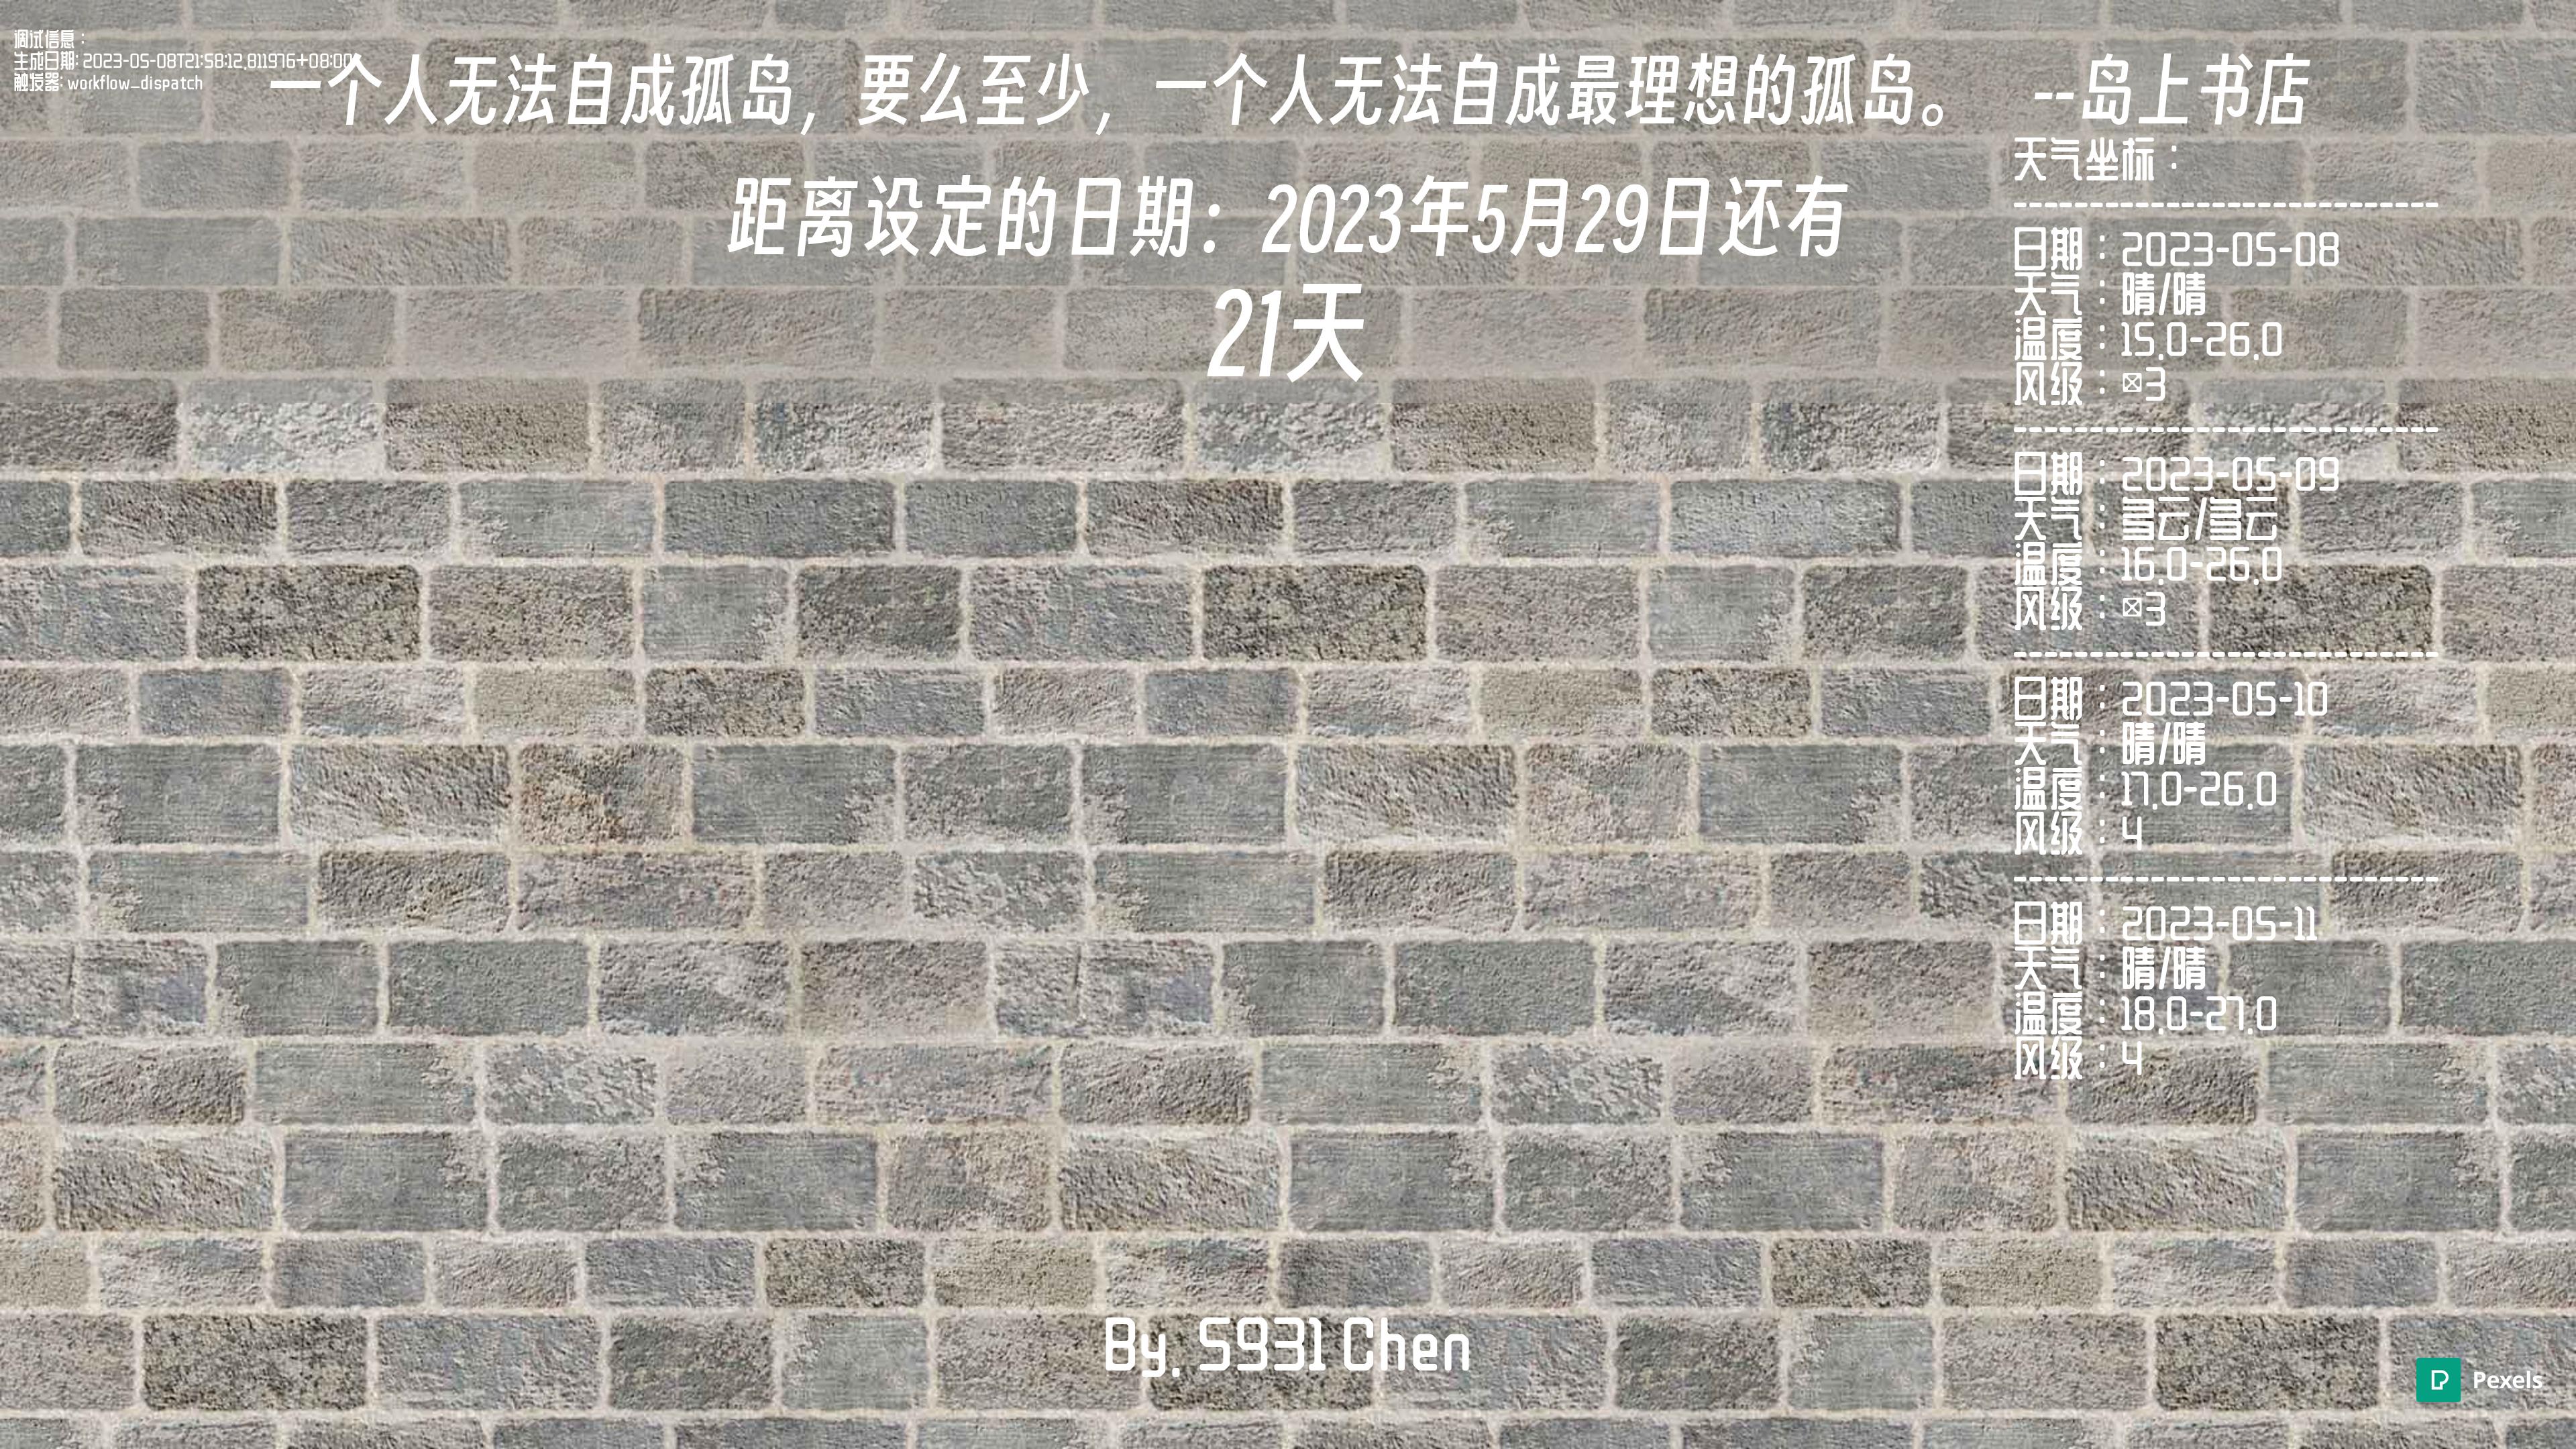 调试信息：
生成日期: 2023-05-08T21:58:12.811976+08:00
触发器: workflow_dispatch
一个人无法自成孤岛，要么至少，一个人无法自成最理想的孤岛。 --岛上书店
距离设定的日期：2023年5月29日还有
21天
天气坐标：
------------------------------
日期：2023-05-08
天气：晴/晴
温度：15.0-26.0
风级：☒3
------------------------------
日期：2023-05-09
天气：多云/多云
温度：16.0-26.0
风级：☒3
------------------------------
日期：2023-05-10
天气：晴/晴
温度：17.0-26.0
风级：4
------------------------------
日期：2023-05-11
天气：晴/晴
温度：18.0-27.0
风级：4
By. S931 Chen
Pexels